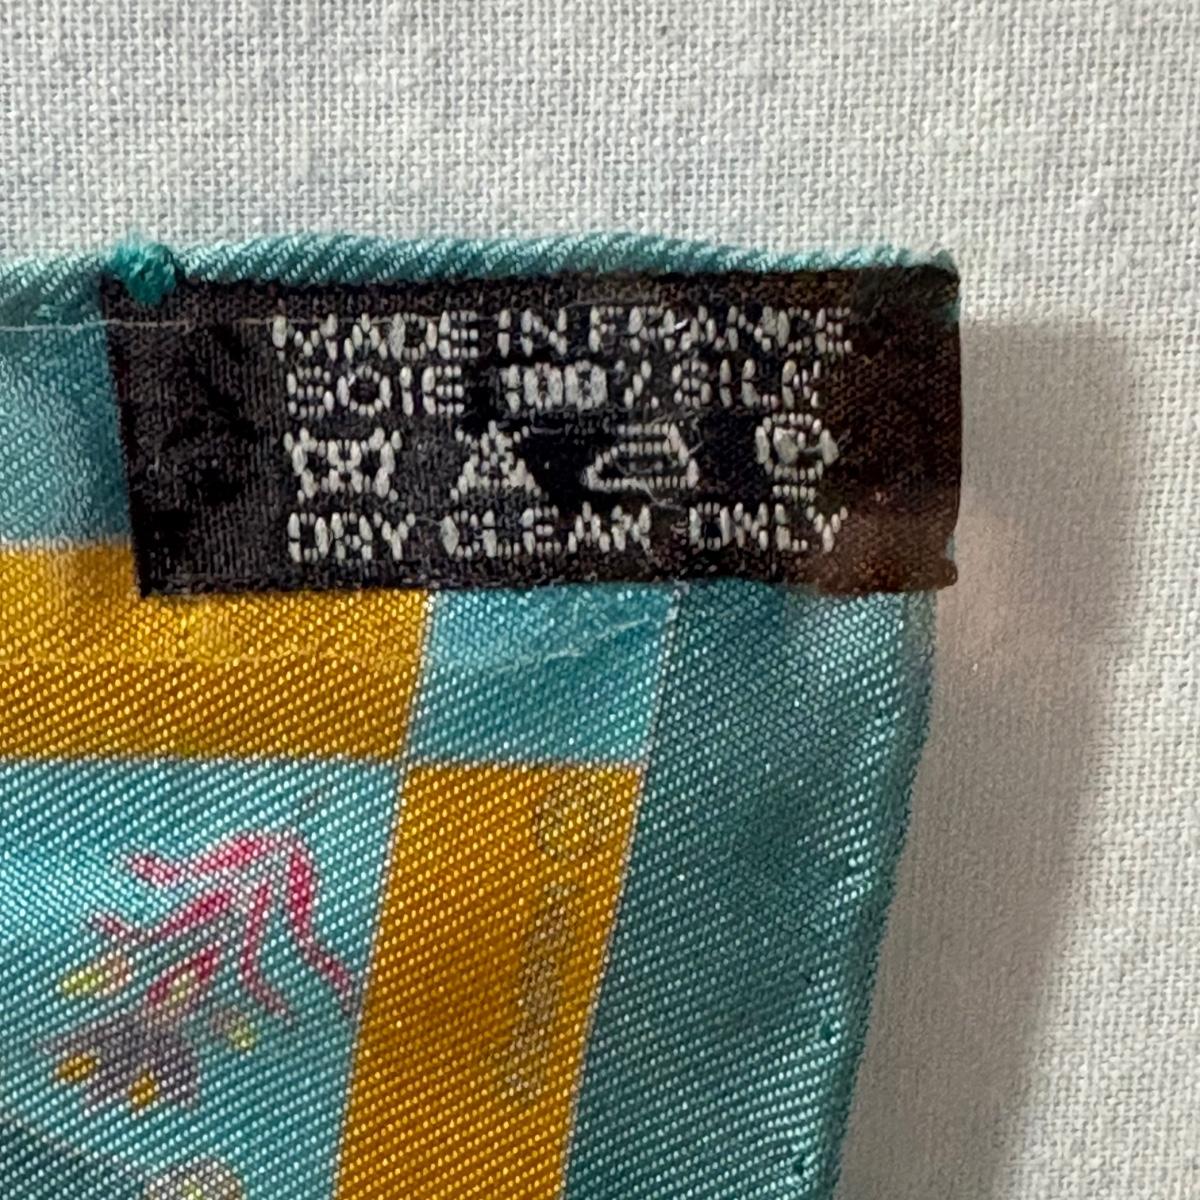 MADE IN FRANCE
SOIE 100% SILK
DRY CLEAN ONLY